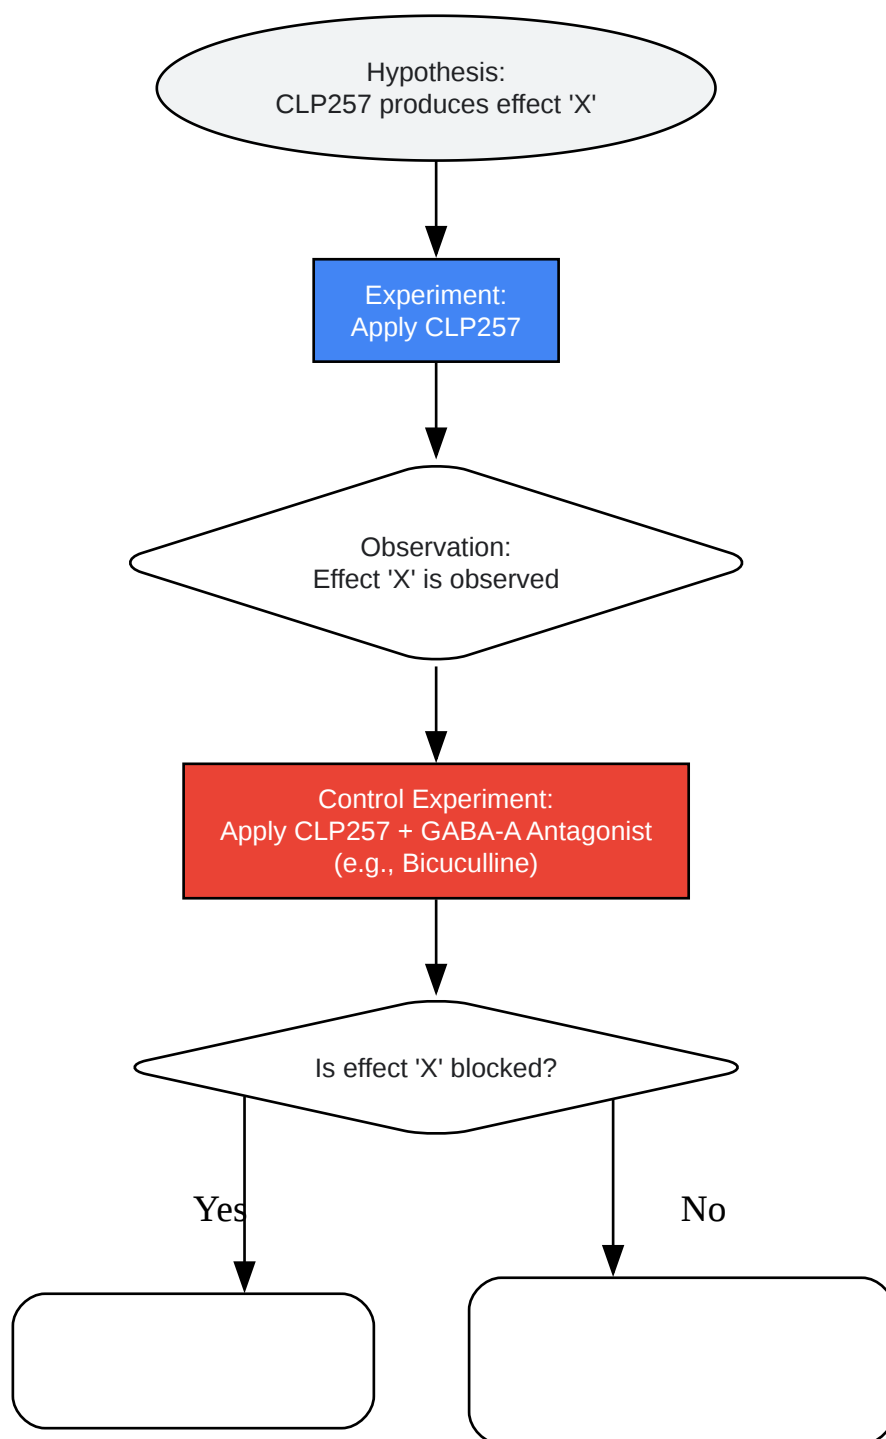 Hypothesis:
CLP257 produces effect 'X'
Experiment:
Apply CLP257
Observation:
Effect 'X' is observed
Control Experiment:
Apply CLP257 + GABA-A Antagonist
(e.g., Bicuculline)
Is effect 'X' blocked?
Yes
No